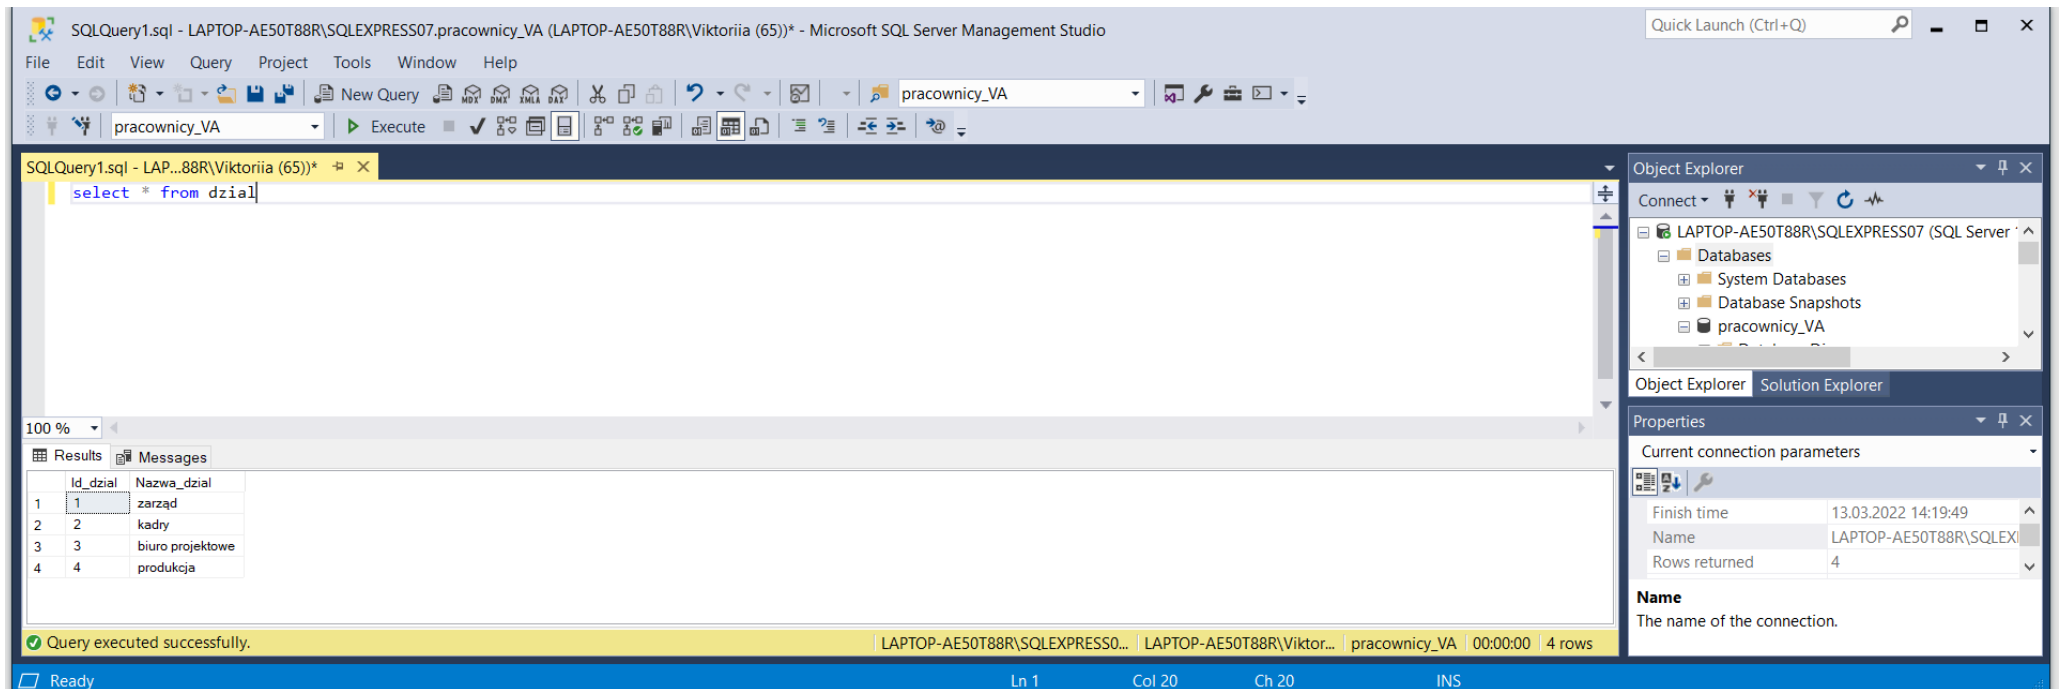 SQLQuery1.sql - LAPTOP-AE50T88R\SQLEXPRESS07.pracownicy_VA (LAPTOP-AE50T88R\Viktoriia (65))* - Microsoft SQL Server Management Studio
Quick Launch (Ctrl+Q)
File Edit View Query Project Tools Window Help
New Query MDX DMX XMLA DAX pracownicy_VA
pracownicy_VA Execute
SQLQuery1.sql - LAP...88R\Viktoriia (65))*
select * from dzial
100 %
Results Messages
Id_dzial Nazwa_dzial
1 1 zarząd
2 2 kadry
3 3 biuro projektowe
4 4 produkcja
Query executed successfully.
LAPTOP-AE50T88R\SQLEXPRESS0... LAPTOP-AE50T88R\Viktor... pracownicy_VA 00:00:00 4 rows
Object Explorer
Connect
LAPTOP-AE50T88R\SQLEXPRESS07 (SQL Server
Databases
System Databases
Database Snapshots
pracownicy_VA
Object Explorer Solution Explorer
Properties
Current connection parameters
Finish time 13.03.2022 14:19:49
Name LAPTOP-AE50T88R\SQLEX
Rows returned 4
Name
The name of the connection.
Ready Ln 1 Col 20 Ch 20 INS